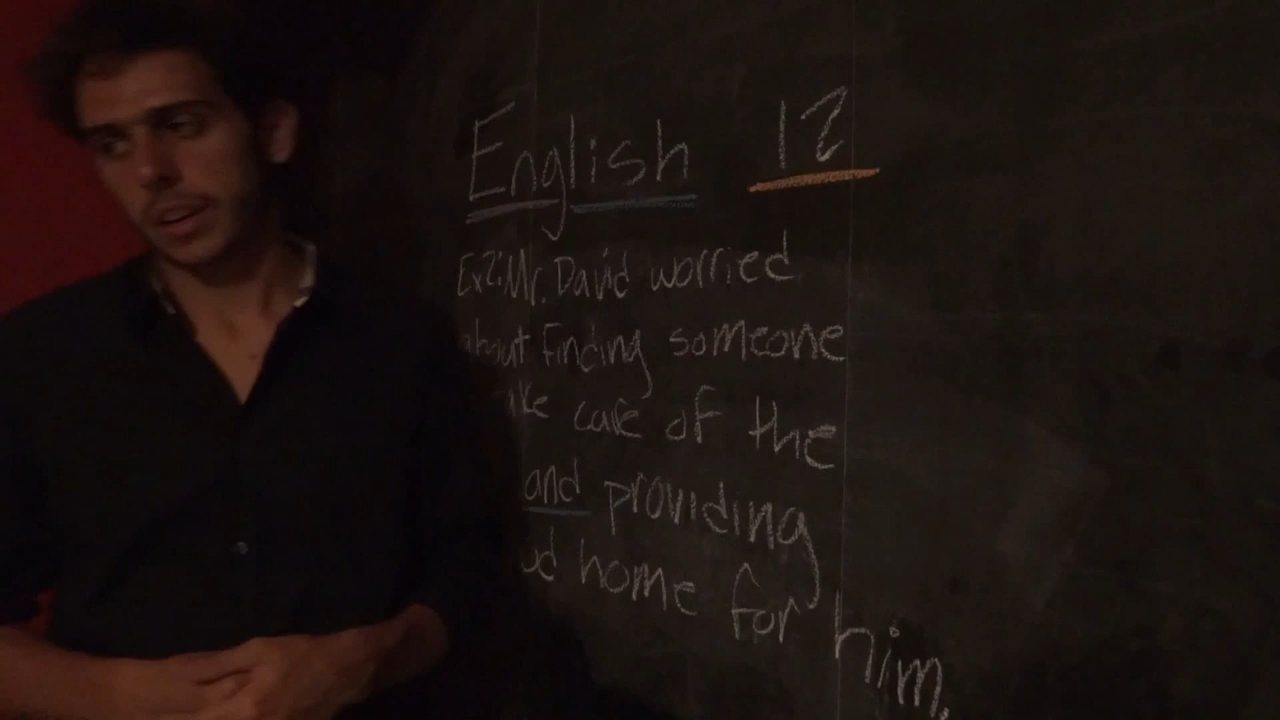 English 12
Ex2: Mr. David worried
about finding someone
care of the
and providing
home for him.